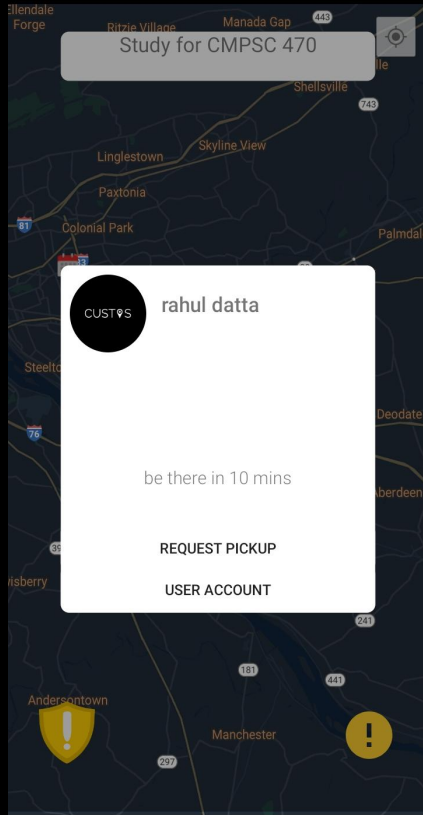 Ellendale
Forge
Ritzie Village
Manada Gap
443
Study for CMPSC 470
Shellsville
743
Skyline View
Linglestown
Paxtonia
81
Colonial Park
Palmdal
CUSTOS
rahul datta
Steelto
76
Deodate
be there in 10 mins
Aberdeen
REQUEST PICKUP
USER ACCOUNT
wisberry
241
181
441
Andersontown
Manchester
297